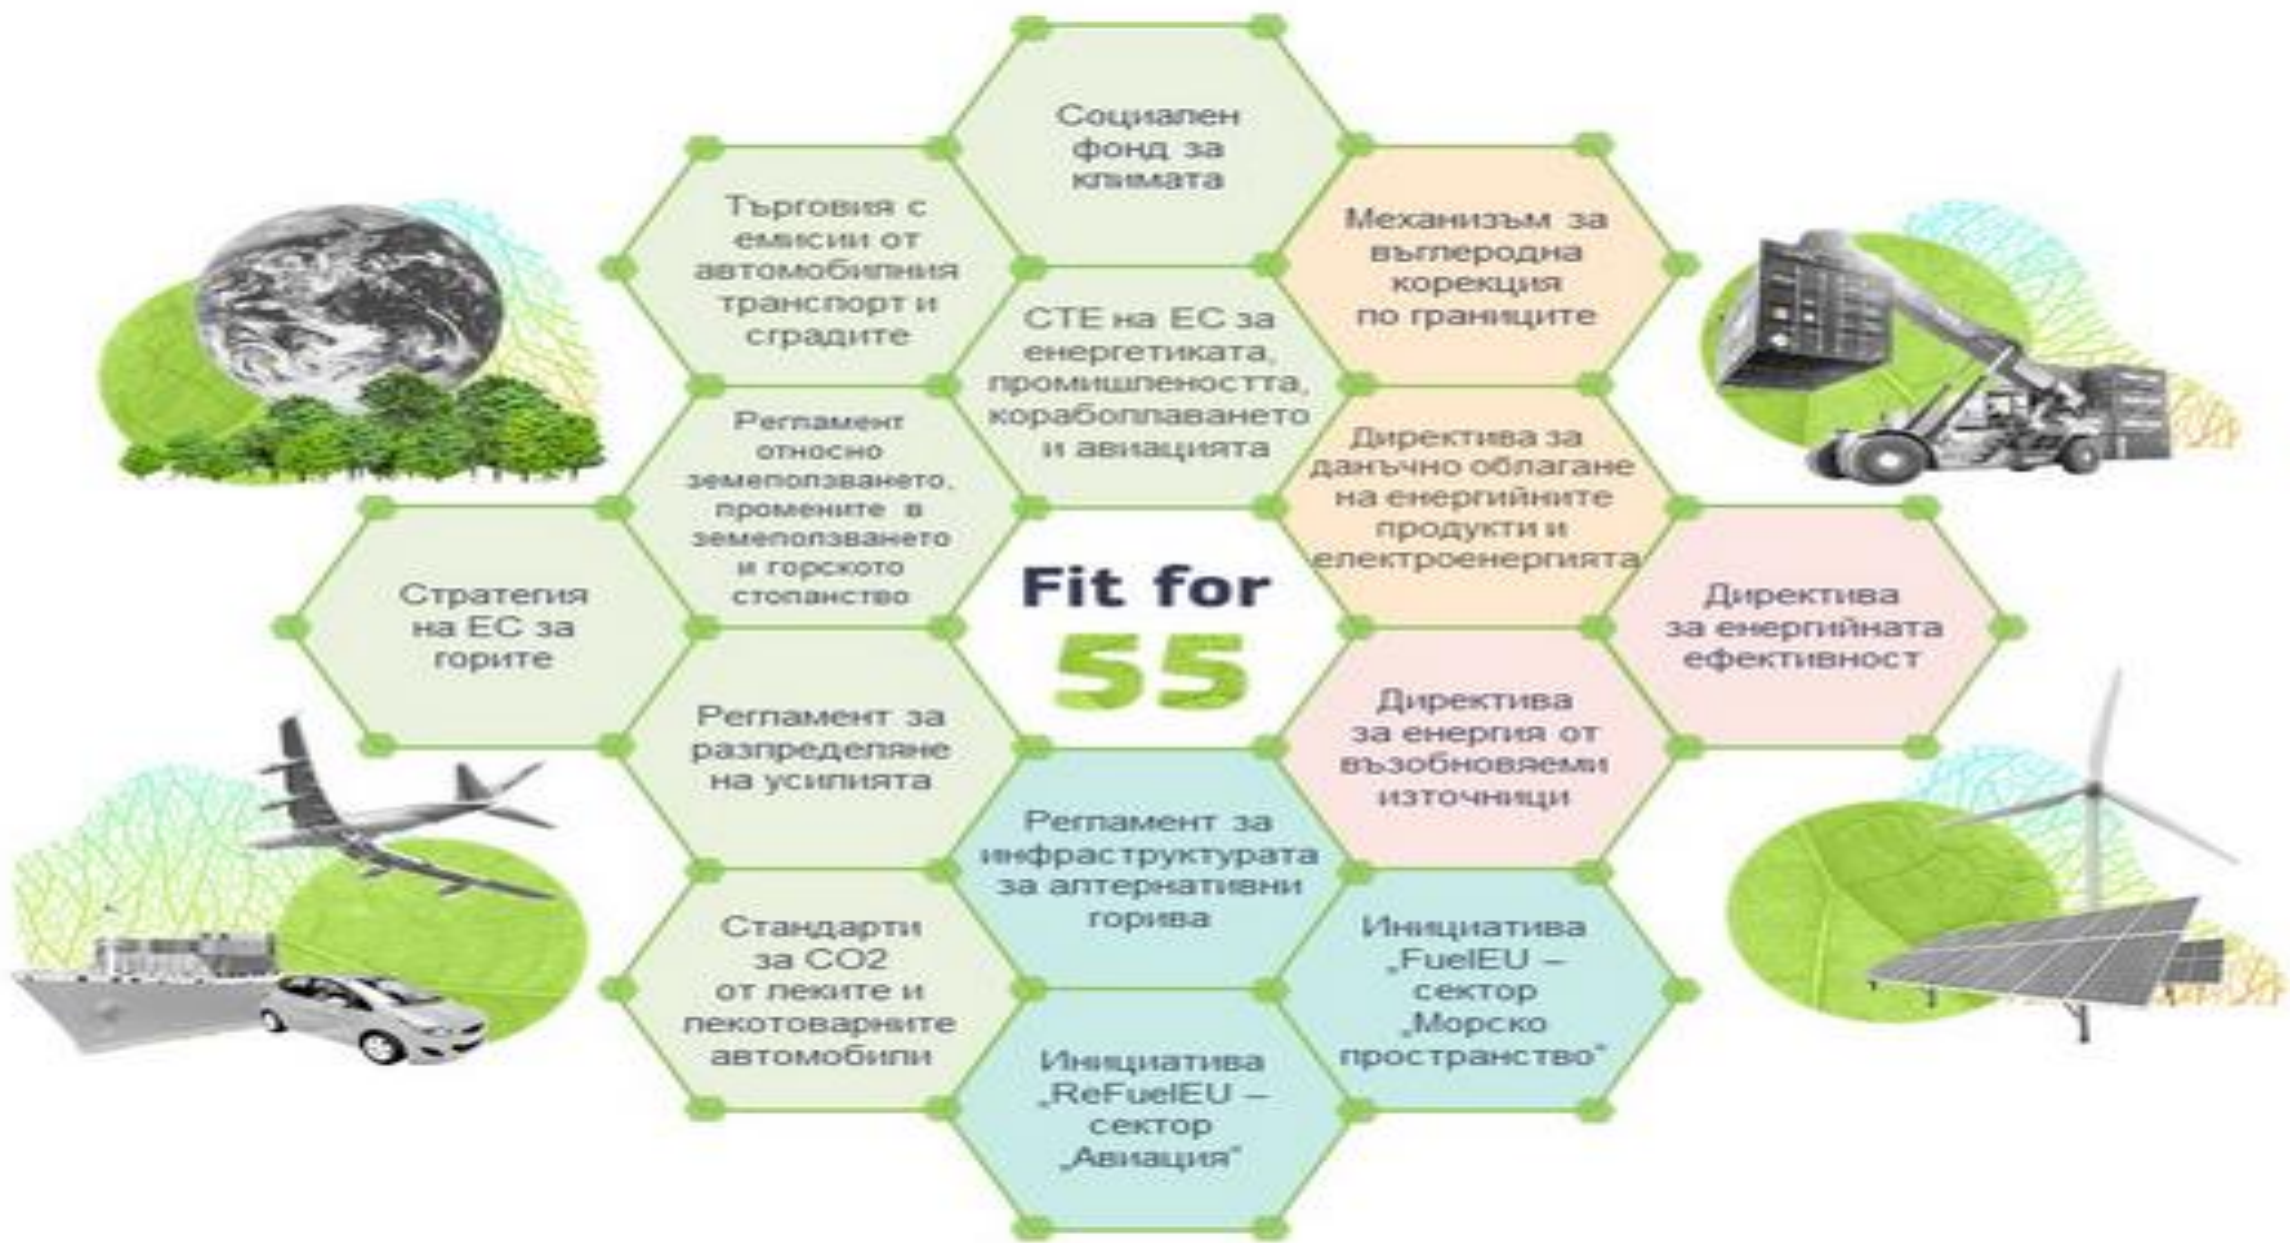 Социален
фонд за
климата
Търговия с
емисии от
автомобилния
транспорт и
сградите
Механизъм за
въглеродна
корекция
по границите
СТЕ на ЕС за
енергетиката,
промишлеността,
корабоплаването
и авиацията
Регламент
относно
земеползването,
промените в
земеползването
и горското
стопанство
Директива за
данъчно облагане
на енергийните
продукти и
електроенергията
Стратегия
на ЕС за
горите
Fit for
55
Директива
за енергийната
ефективност
Регламент за
разпределяне
на усилията
Директива
за енергия от
възобновяеми
източници
Регламент за
инфраструктурата
за алтернативни
горива
Стандарти
за CO2
от леките и
лекотоварните
автомобили
Инициатива
„FuelEU –
сектор
„Морско
пространство“
Инициатива
„ReFuelEU –
сектор
„Авиация“